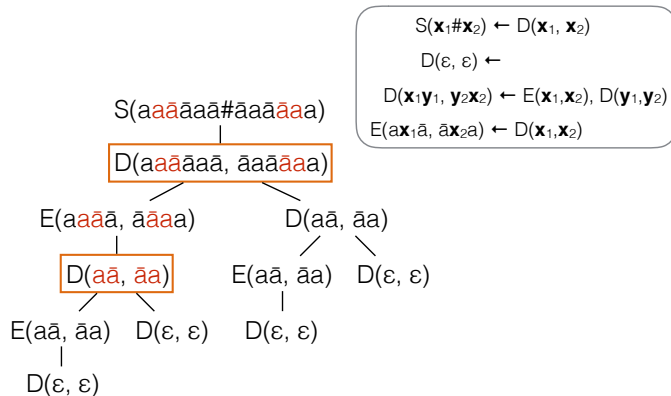 S(x₁#x₂) ← D(x₁, x₂)
D(ε, ε) ←
D(x₁y₁, y₂x₂) ← E(x₁,x₂), D(y₁,y₂)
E(ax₁ā, āx₂a) ← D(x₁,x₂)
S(aaāāaā#āaāāaa)
D(aaāāaā, āaāāaa)
E(aaāā, āāaa) D(aā, āa)
D(aā, āa) E(aā, āa) D(ε, ε)
E(aā, āa) D(ε, ε) D(ε, ε)
D(ε, ε)